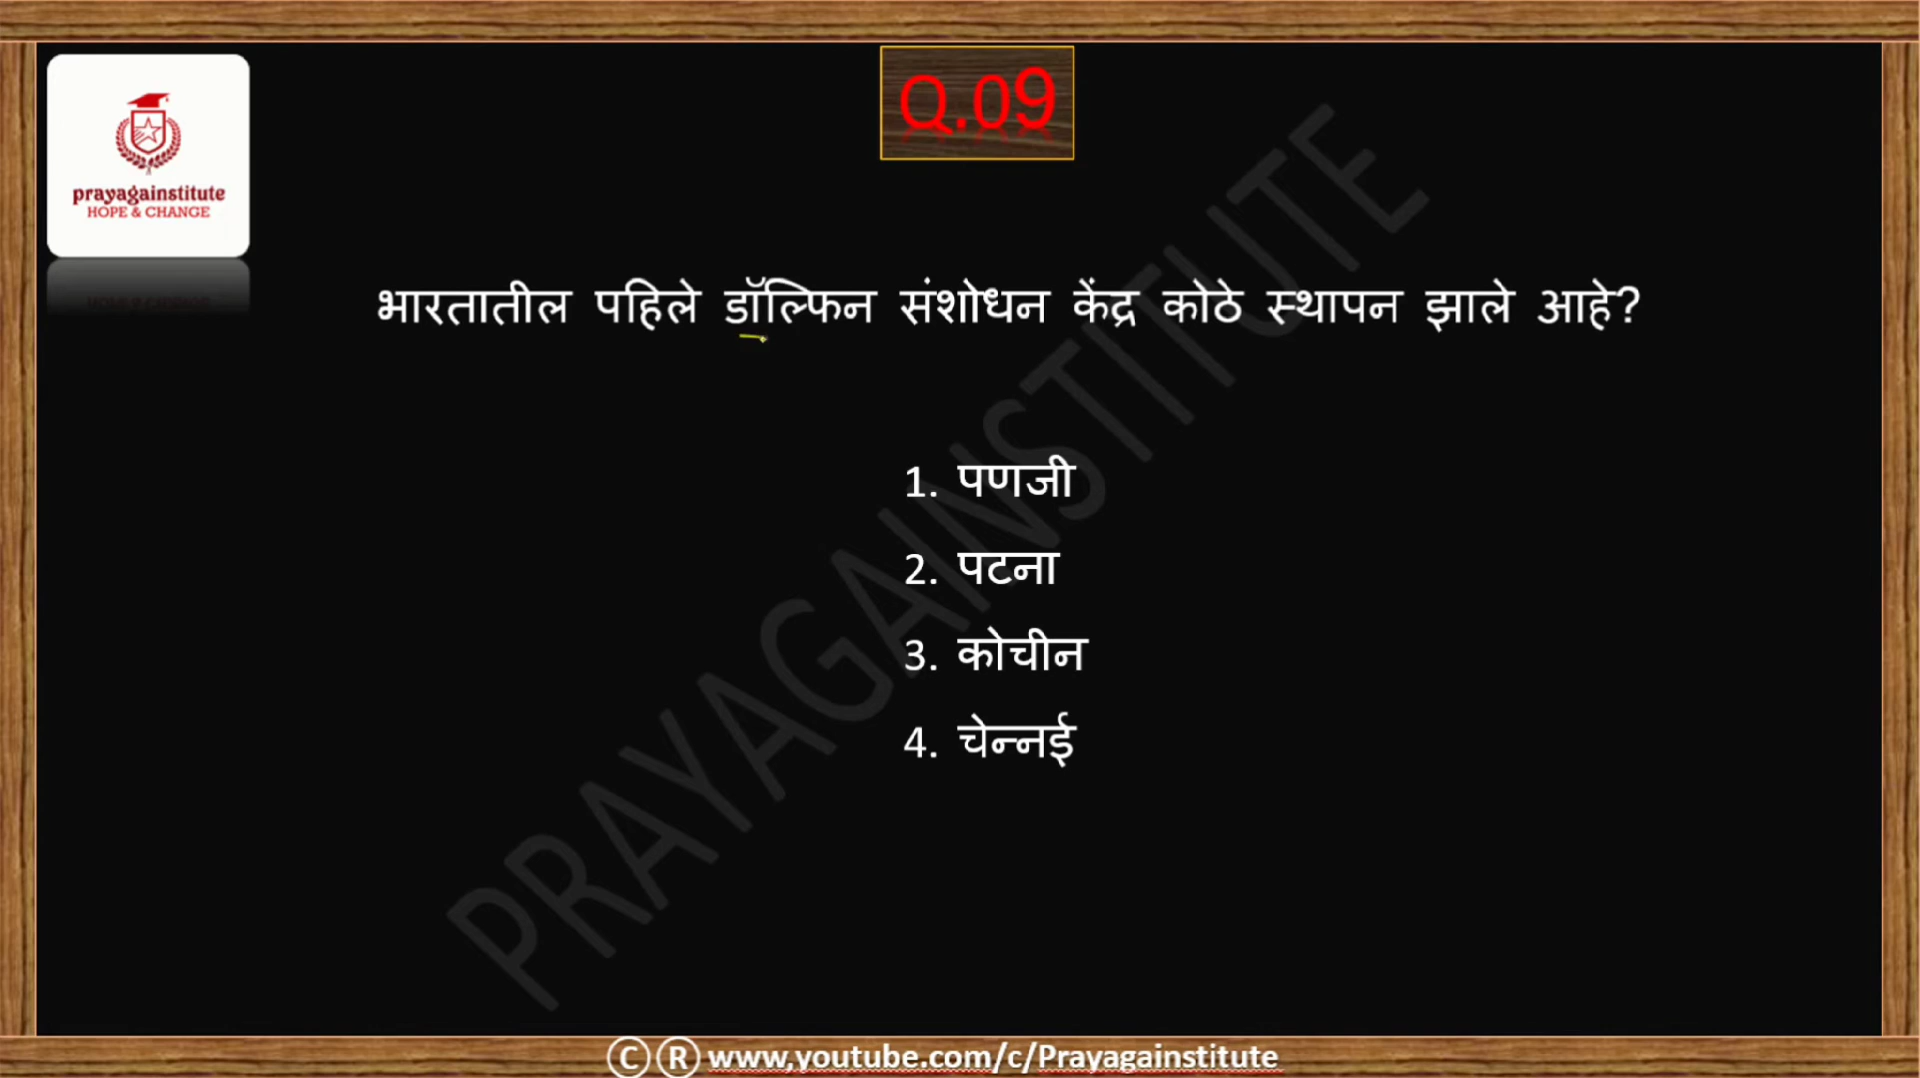 Q.09
prayagainstitute
HOPE & CHANGE
भारतातील पहिले डॉल्फिन संशोधन केंद्र कोठे स्थापन झाले आहे?
1. पणजी
2. पटना
3. कोचीन
4. चेन्नई
PRAYAGAINSTITUTE
©® www,youtube.com/c/Prayagainstitute